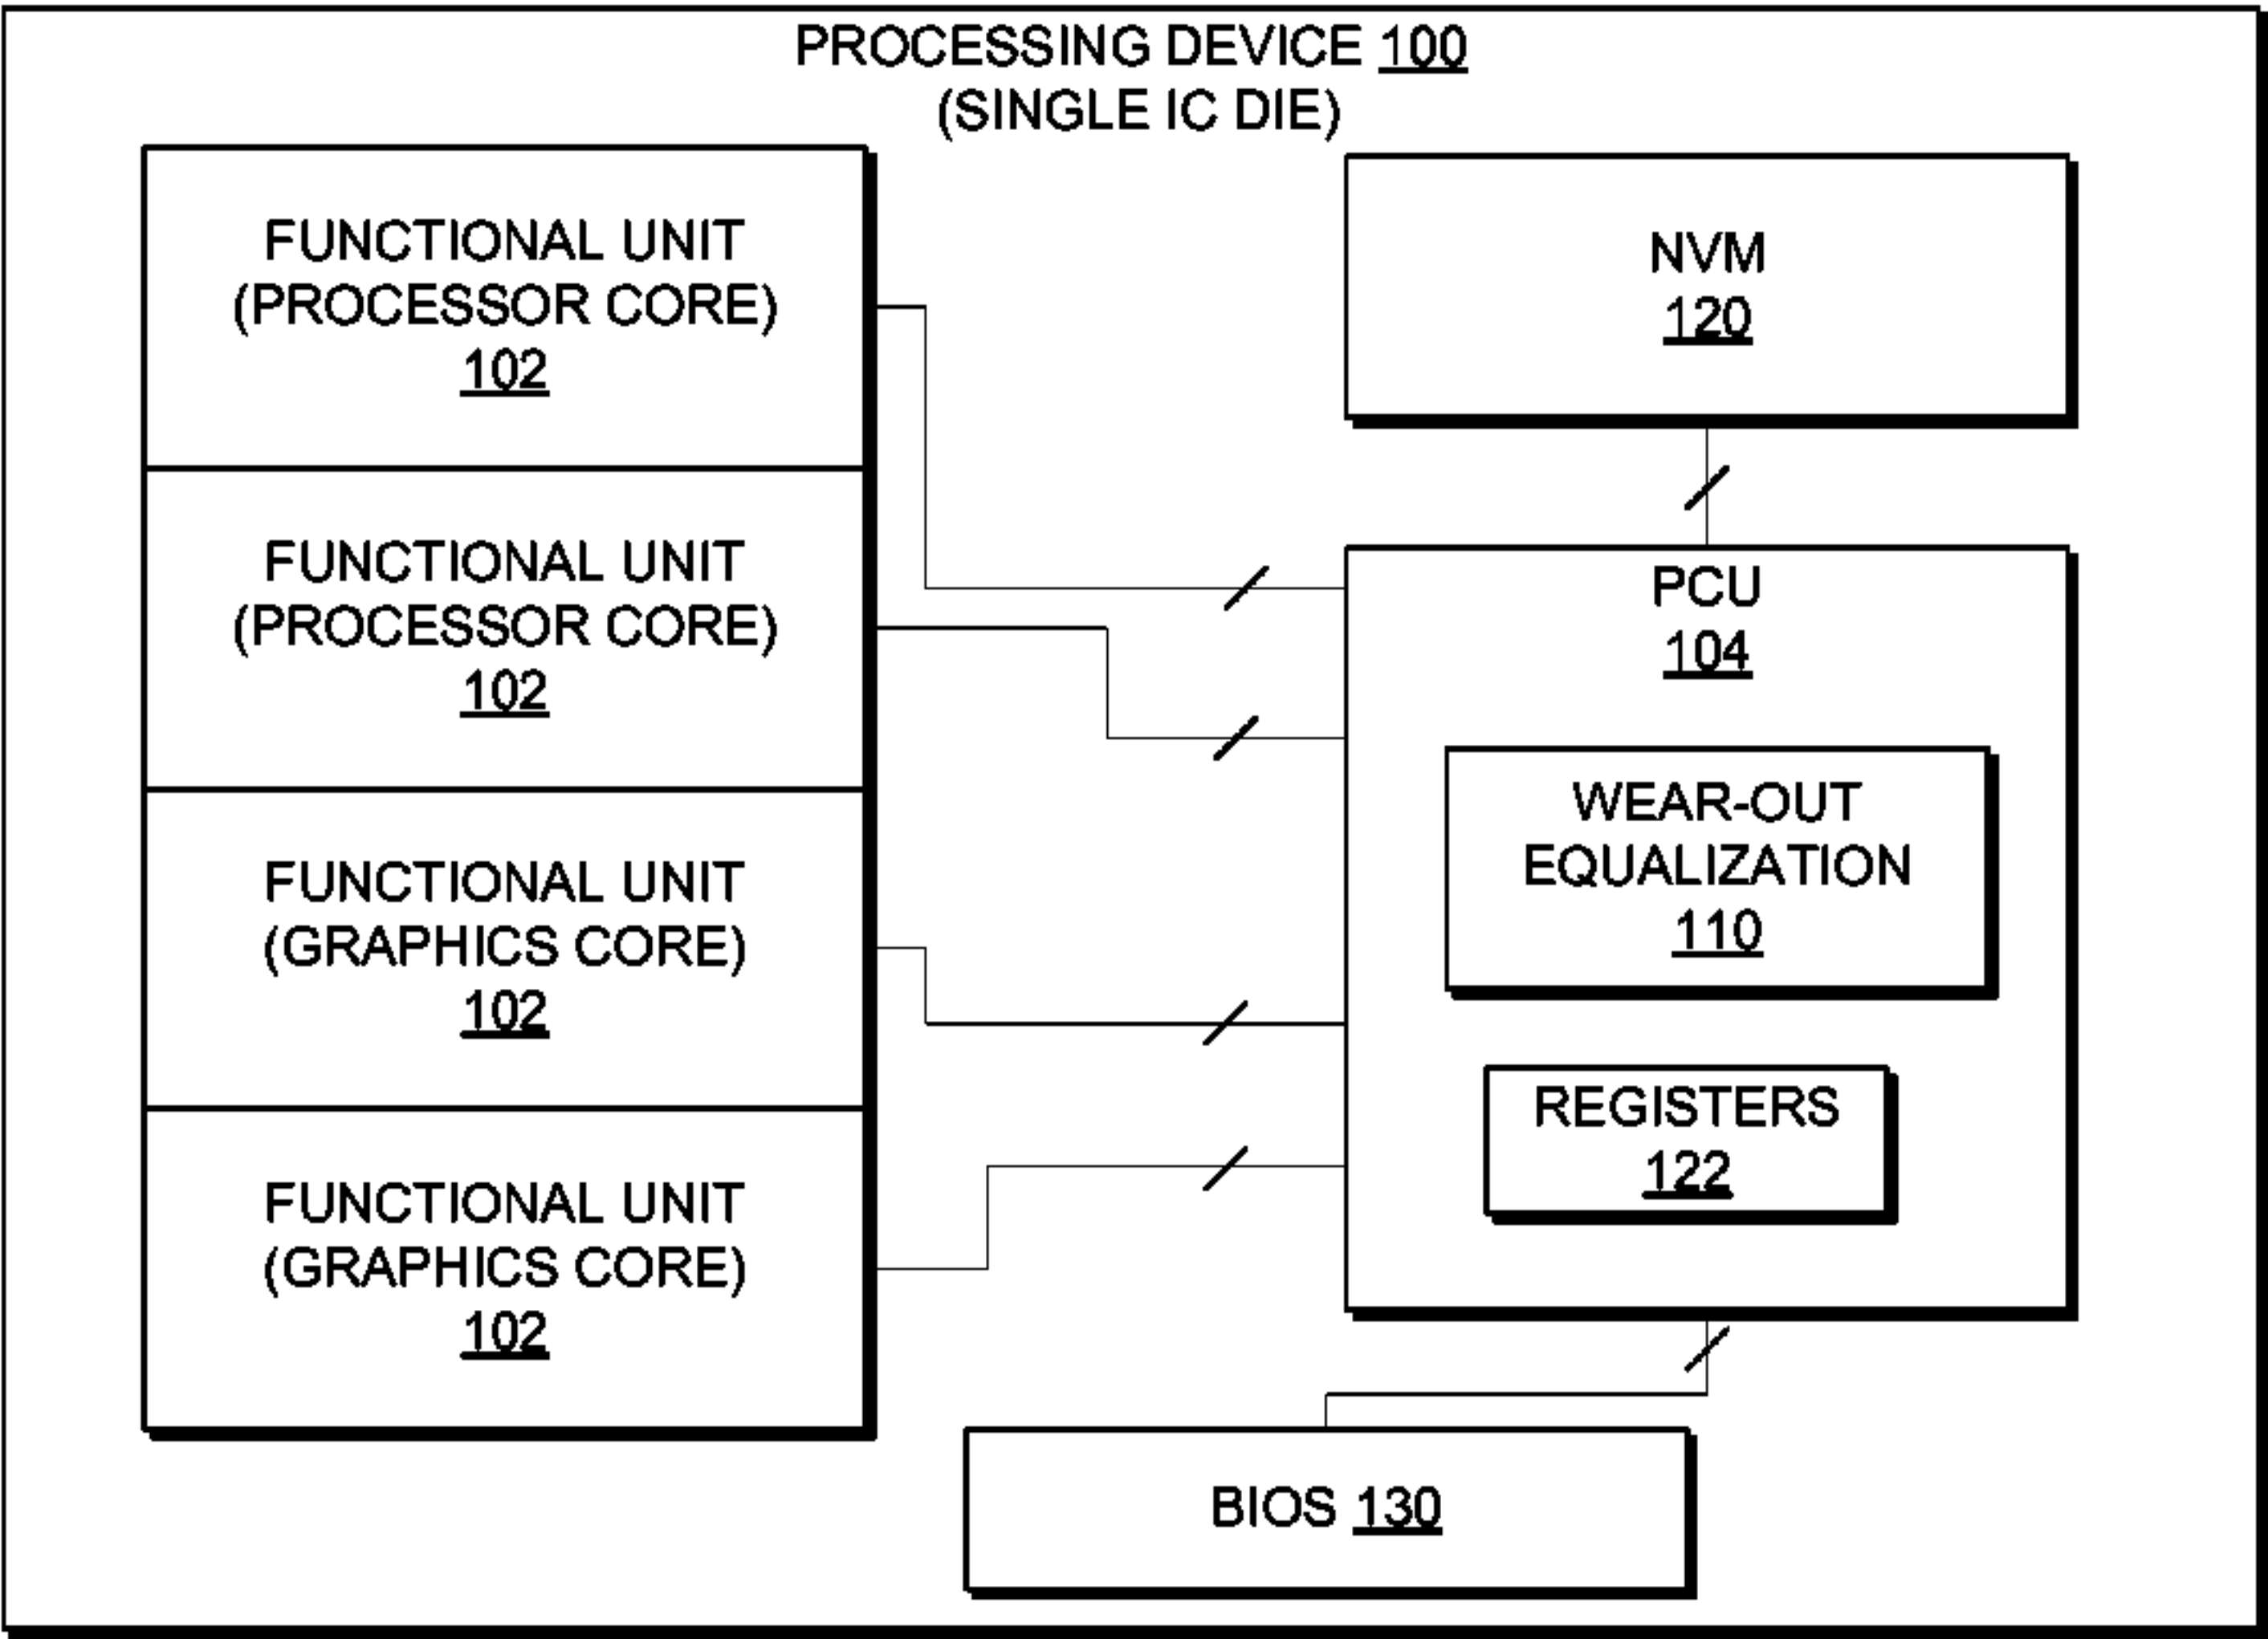 PROCESSING DEVICE 100
(SINGLE IC DIE)
FUNCTIONAL UNIT
(PROCESSOR CORE)
102
FUNCTIONAL UNIT
(PROCESSOR CORE)
102
FUNCTIONAL UNIT
(GRAPHICS CORE)
102
FUNCTIONAL UNIT
(GRAPHICS CORE)
102
NVM
120
PCU
104
WEAR-OUT
EQUALIZATION
110
REGISTERS
122
BIOS 130